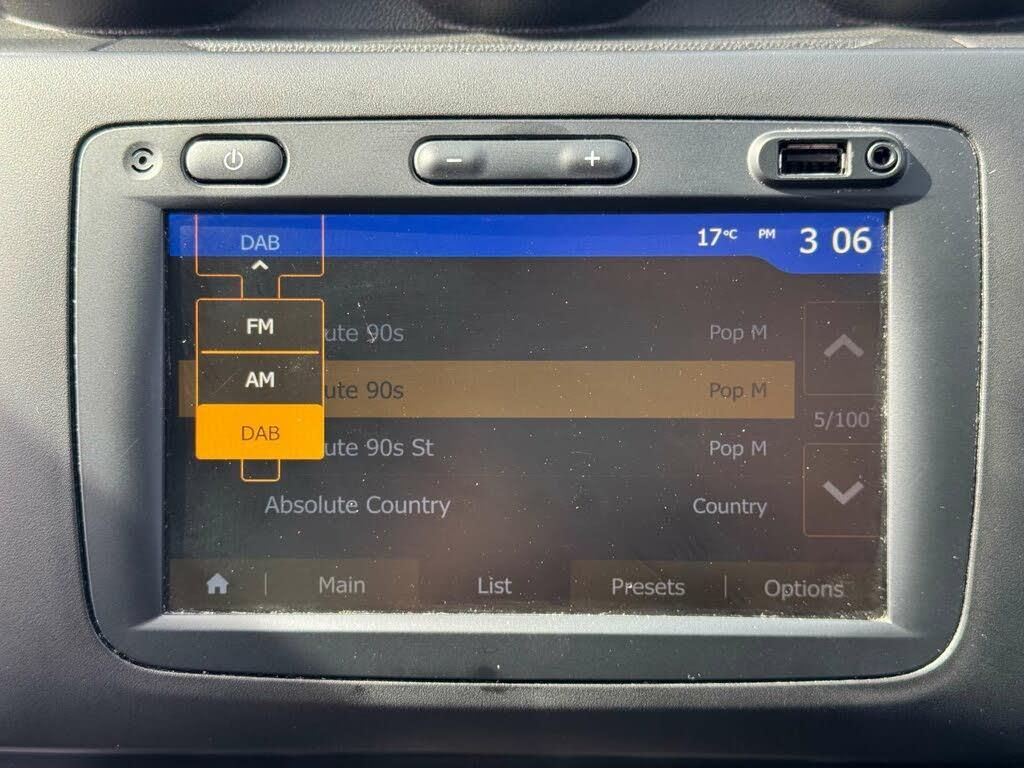 DAB
17°C PM 3 06
FM
AM
DAB
ute 90s Pop M
ute 90s Pop M
ute 90s St Pop M
Absolute Country Country
5/100
Main List Presets Options